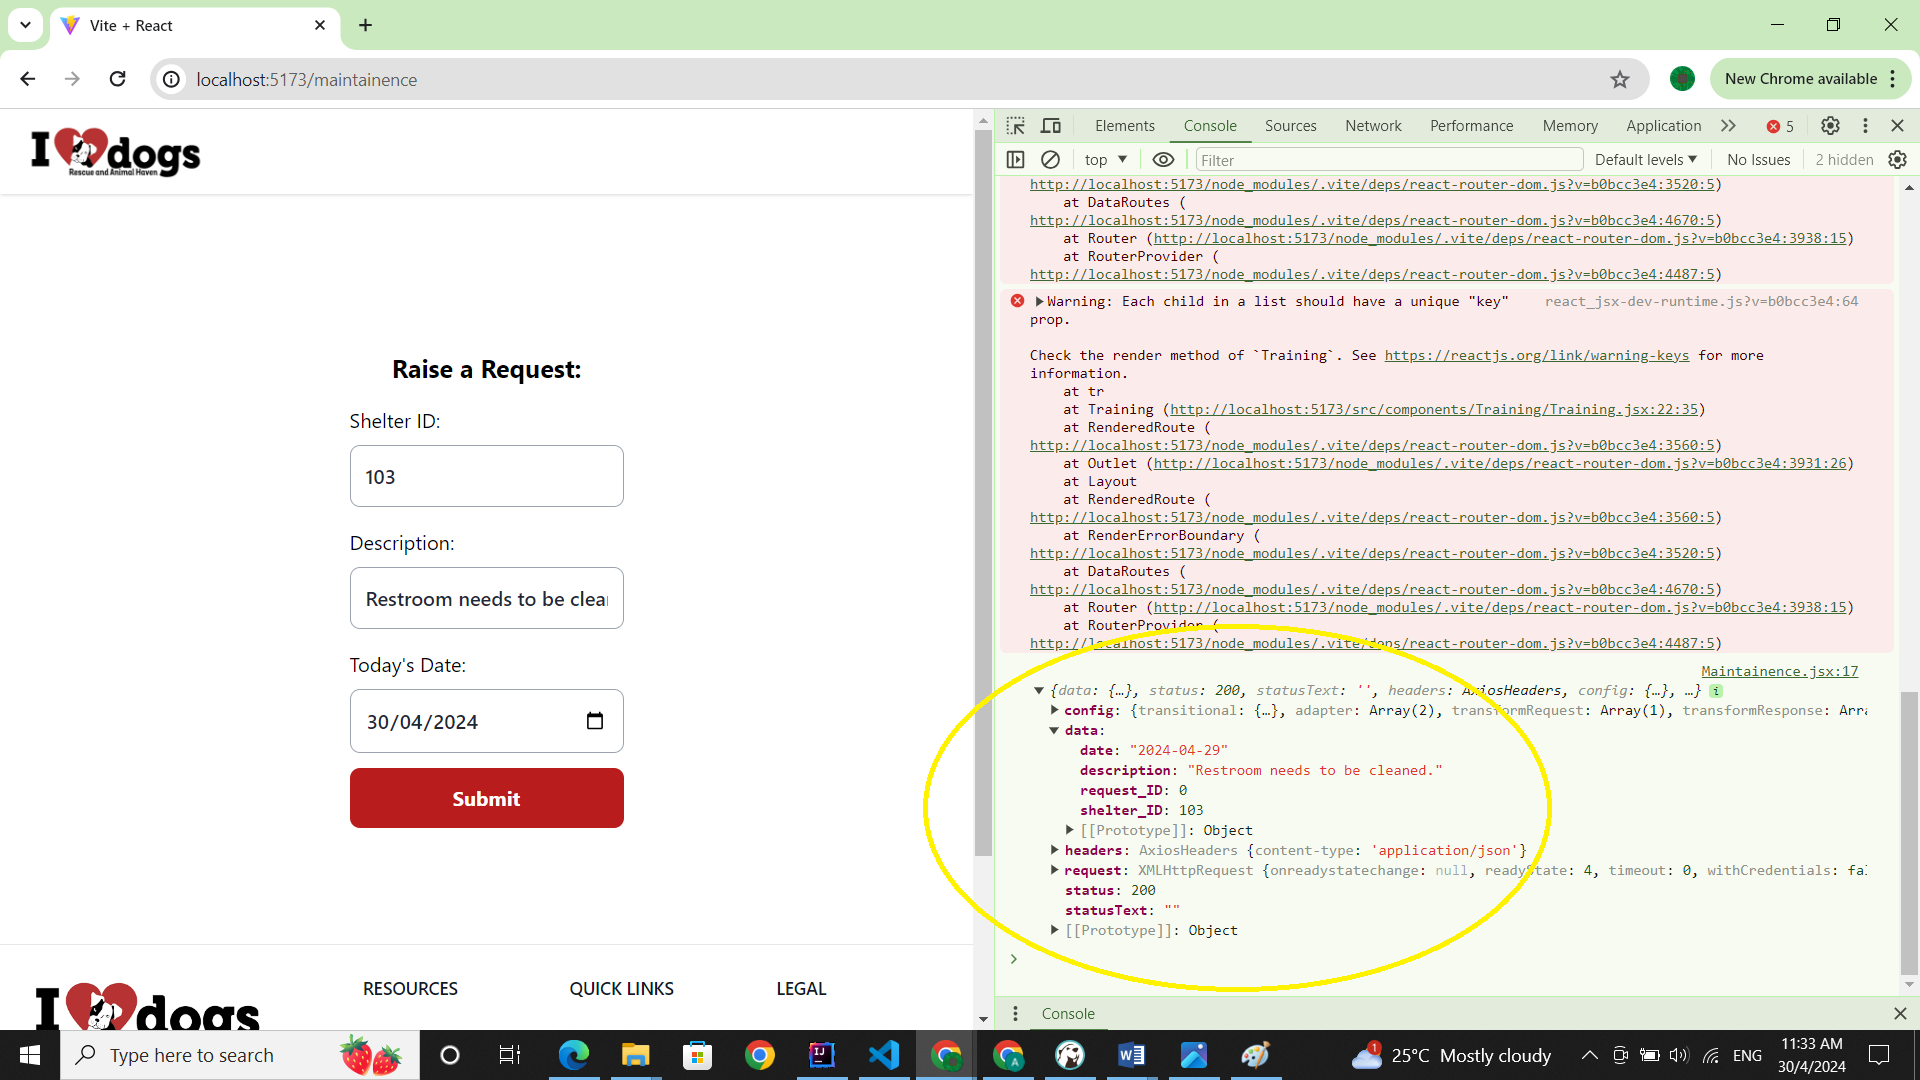 Vite + React
localhost:5173/maintainence
New Chrome available
I dogs
Rescue and Animal Haven
Raise a Request:
Shelter ID:
103
Description:
Restroom needs to be clea
Today's Date:
30/04/2024
Submit
I dogs
RESOURCES
QUICK LINKS
LEGAL
Elements Console Sources Network Performance Memory Application 5
top Filter Default levels No Issues 2 hidden
http://localhost:5173/node_modules/.vite/deps/react-router-dom.js?v=b0bcc3e4:3520:5)
at DataRoutes (
http://localhost:5173/node_modules/.vite/deps/react-router-dom.js?v=b0bcc3e4:4670:5)
at Router (http://localhost:5173/node_modules/.vite/deps/react-router-dom.js?v=b0bcc3e4:3938:15)
at RouterProvider (
http://localhost:5173/node_modules/.vite/deps/react-router-dom.js?v=b0bcc3e4:4487:5)
Warning: Each child in a list should have a unique "key" react_jsx-dev-runtime.js?v=b0bcc3e4:64
prop.
Check the render method of `Training`. See https://reactjs.org/link/warning-keys for more
information.
at tr
at Training (http://localhost:5173/src/components/Training/Training.jsx:22:35)
at RenderedRoute (
http://localhost:5173/node_modules/.vite/deps/react-router-dom.js?v=b0bcc3e4:3560:5)
at Outlet (http://localhost:5173/node_modules/.vite/deps/react-router-dom.js?v=b0bcc3e4:3931:26)
at Layout
at RenderedRoute (
http://localhost:5173/node_modules/.vite/deps/react-router-dom.js?v=b0bcc3e4:3560:5)
at RenderErrorBoundary (
http://localhost:5173/node_modules/.vite/deps/react-router-dom.js?v=b0bcc3e4:3520:5)
at DataRoutes (
http://localhost:5173/node_modules/.vite/deps/react-router-dom.js?v=b0bcc3e4:4670:5)
at Router (http://localhost:5173/node_modules/.vite/deps/react-router-dom.js?v=b0bcc3e4:3938:15)
at RouterProvider (
http://localhost:5173/node_modules/.vite/deps/react-router-dom.js?v=b0bcc3e4:4487:5)
Maintainence.jsx:17
{data: {…}, status: 200, statusText: '', headers: AxiosHeaders, config: {…}, …}
config: {transitional: {…}, adapter: Array(2), transformRequest: Array(1), transformResponse: Arra
data:
date: "2024-04-29"
description: "Restroom needs to be cleaned."
request_ID: 0
shelter_ID: 103
[[Prototype]]: Object
headers: AxiosHeaders {content-type: 'application/json'}
request: XMLHttpRequest {onreadystatechange: null, readyState: 4, timeout: 0, withCredentials: fal
status: 200
statusText: ""
[[Prototype]]: Object
Console
Type here to search
25°C Mostly cloudy
ENG
11:33 AM
30/4/2024